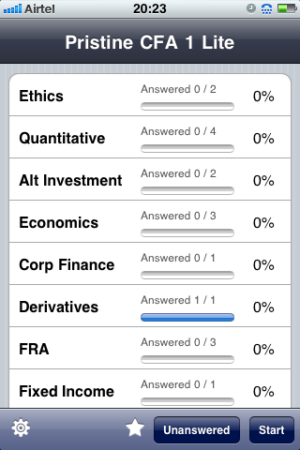 Airtel 20:23
Pristine CFA 1 Lite
Ethics Answered 0 / 2 0%
Quantitative Answered 0 / 4 0%
Alt Investment Answered 0 / 2 0%
Economics Answered 0 / 3 0%
Corp Finance Answered 0 / 1 0%
Derivatives Answered 1 / 1 0%
FRA Answered 0 / 3 0%
Fixed Income Answered 0 / 1 0%
Unanswered Start